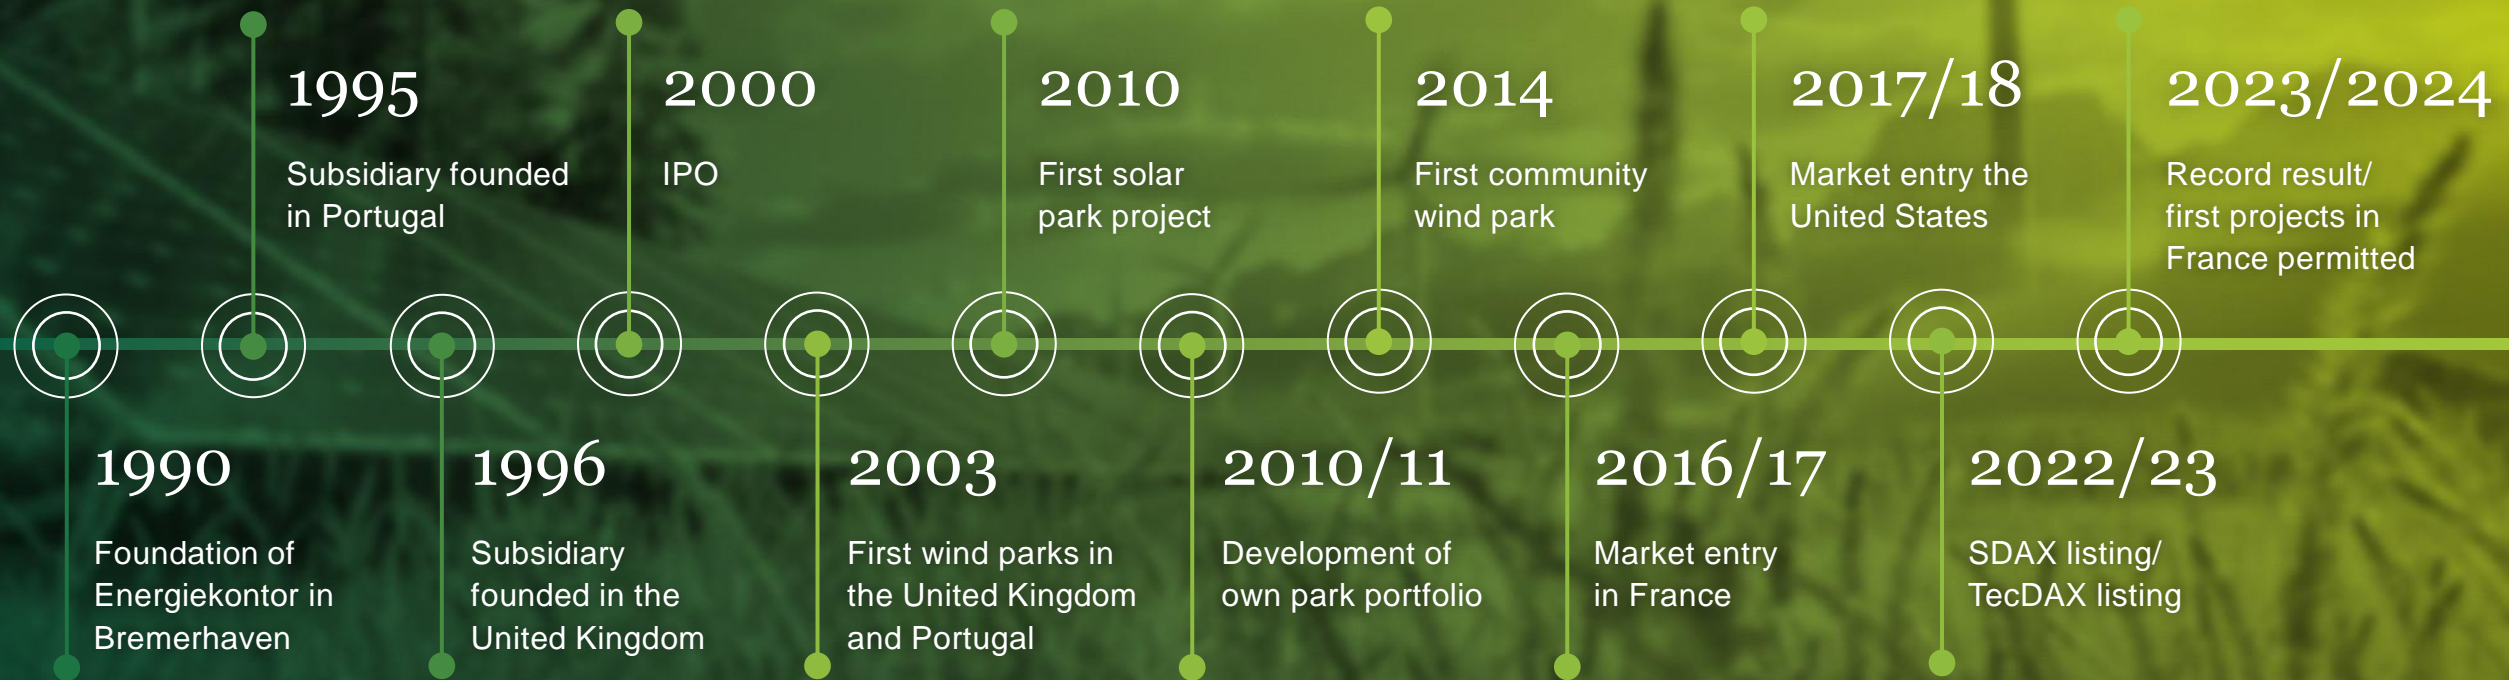 1990
Foundation of
Energiekontor in
Bremerhaven
1995
Subsidiary founded
in Portugal
1996
Subsidiary
founded in the
United Kingdom
2000
IPO
2003
First wind parks in
the United Kingdom
and Portugal
2010
First solar
park project
2010/11
Development of
own park portfolio
2014
First community
wind park
2016/17
Market entry
in France
2017/18
Market entry the
United States
2022/23
SDAX listing/
TecDAX listing
2023/2024
Record result/
first projects in
France permitted